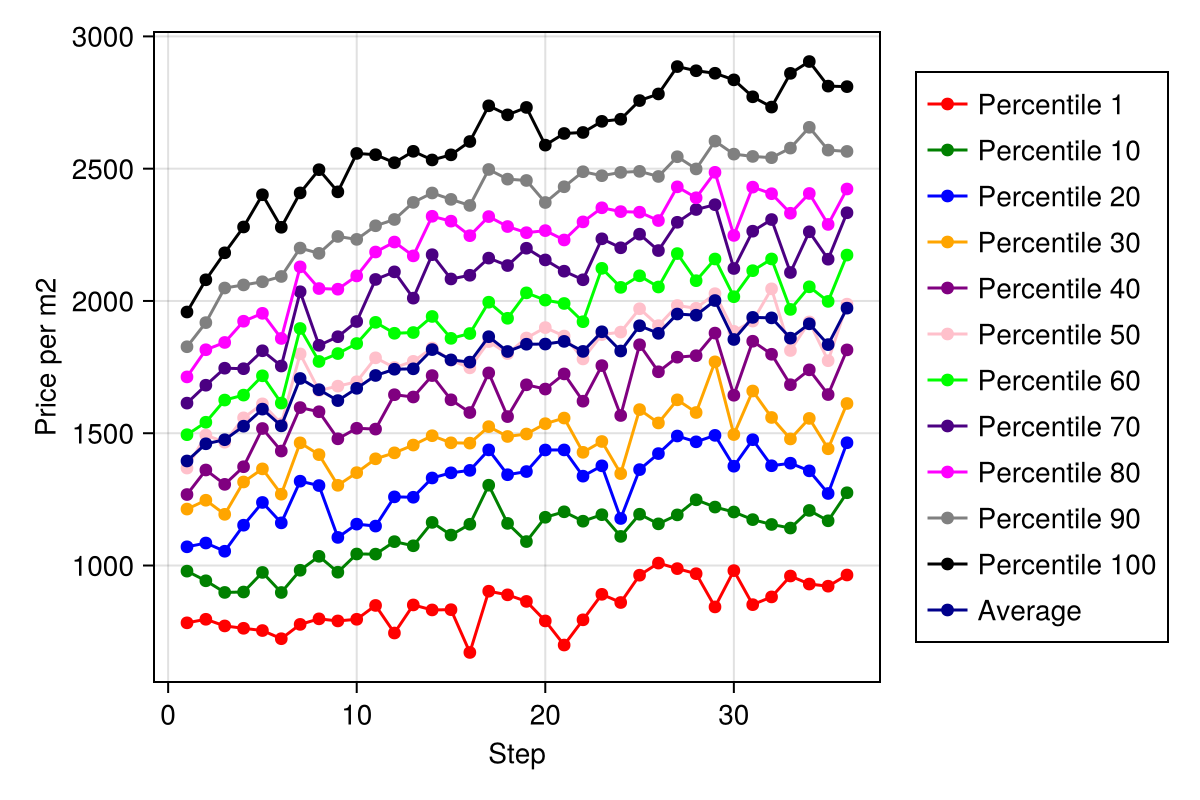 3000
2500
2000
1500
1000
Price per m2
0 10 20 30
Step
Percentile 1
Percentile 10
Percentile 20
Percentile 30
Percentile 40
Percentile 50
Percentile 60
Percentile 70
Percentile 80
Percentile 90
Percentile 100
Average